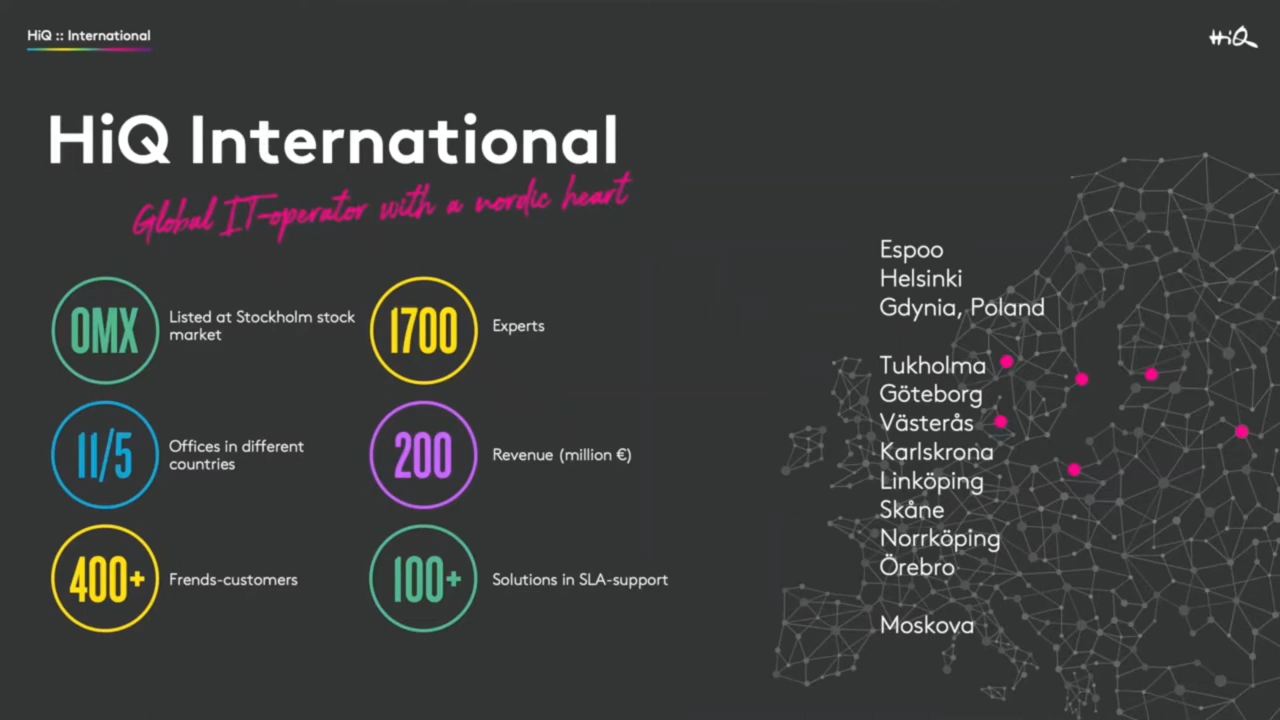 HiQ :: International
HiQ
HiQ International
Global IT-operator with a nordic heart
OMX
Listed at Stockholm stock
market
1700
Experts
11/5
Offices in different
countries
200
Revenue (million €)
400+
Frends-customers
100+
Solutions in SLA-support
Espoo
Helsinki
Gdynia, Poland
Tukholma
Göteborg
Västerås
Karlskrona
Linköping
Skåne
Norrköping
Örebro
Moskova